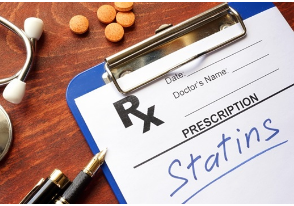 Date:
Doctor's Name:
Rx
PRESCRIPTION
Statins